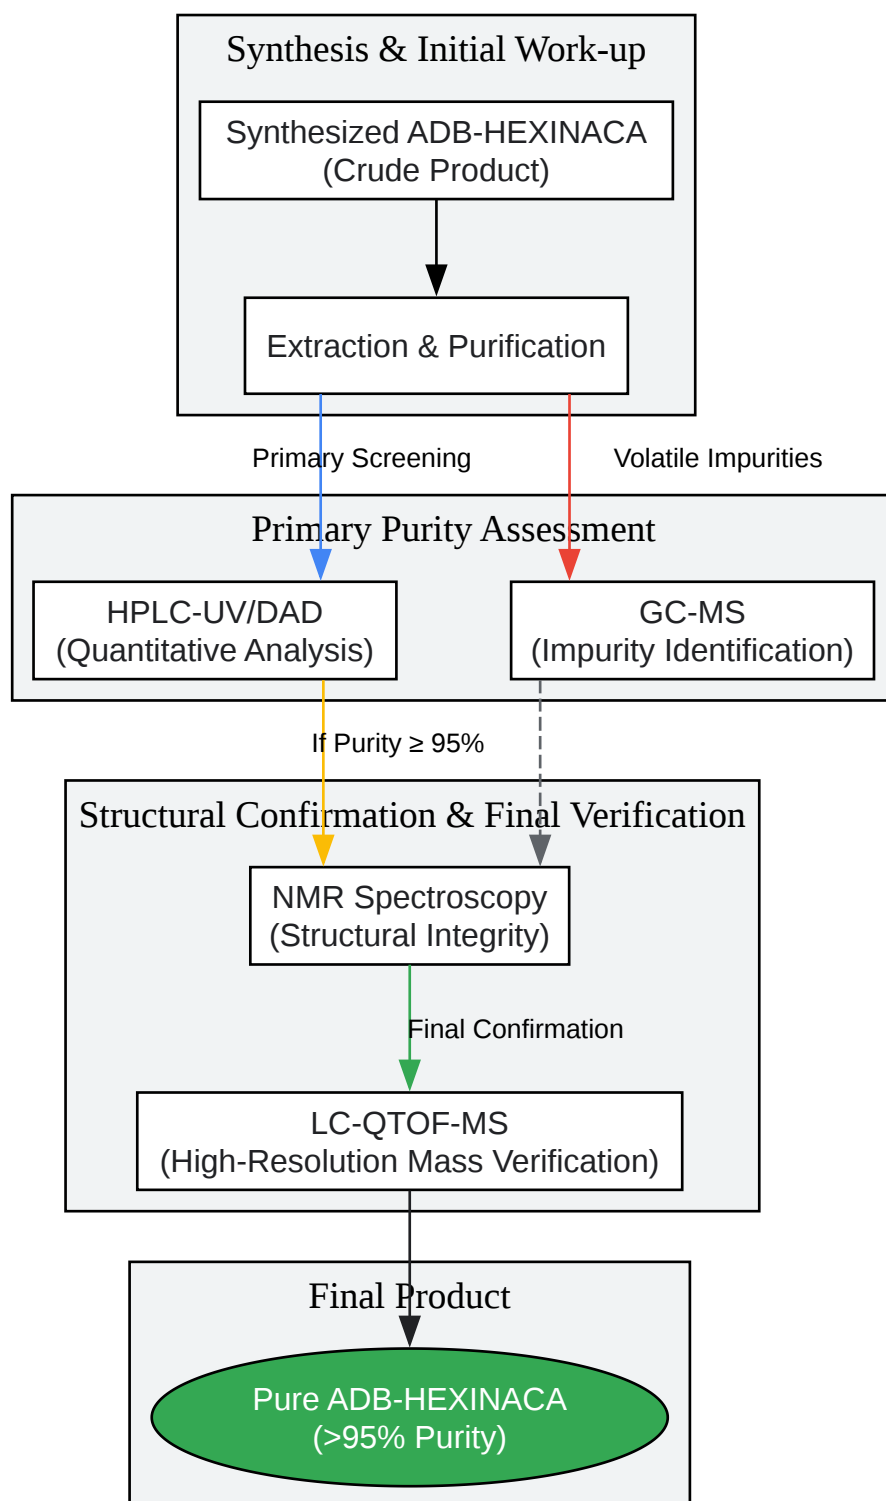 Synthesis & Initial Work-up
Synthesized ADB-HEXINACA
(Crude Product)
Extraction & Purification
Primary Screening
Volatile Impurities
Primary Purity Assessment
HPLC-UV/DAD
(Quantitative Analysis)
GC-MS
(Impurity Identification)
If Purity ≥ 95%
Structural Confirmation & Final Verification
NMR Spectroscopy
(Structural Integrity)
Final Confirmation
LC-QTOF-MS
(High-Resolution Mass Verification)
Final Product
Pure ADB-HEXINACA
(>95% Purity)